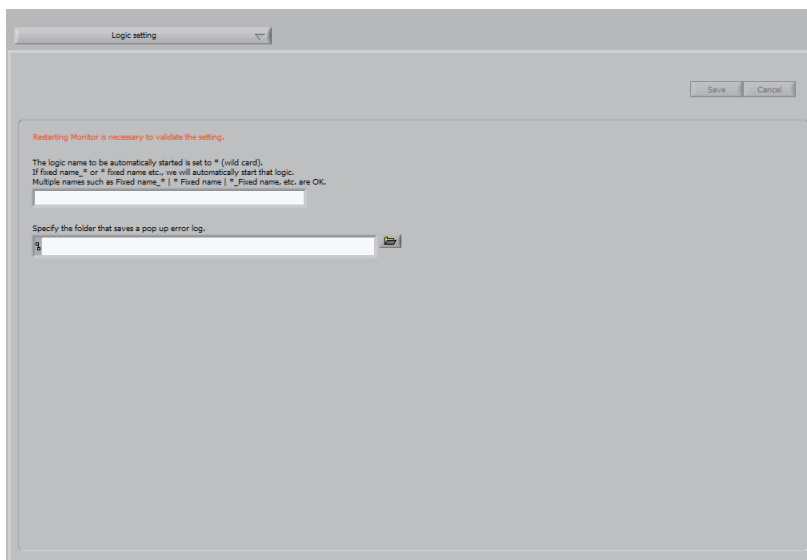 Logic setting
Save
Cancel
Restarting Monitor is necessary to validate the setting.
The logic name to be automatically started is set to * (wild card).
If fixed name_* or * fixed name etc., we will automatically start that logic.
Multiple names such as Fixed name_* | * Fixed name | *_Fixed name, etc. are OK.
Specify the folder that saves a pop up error log.